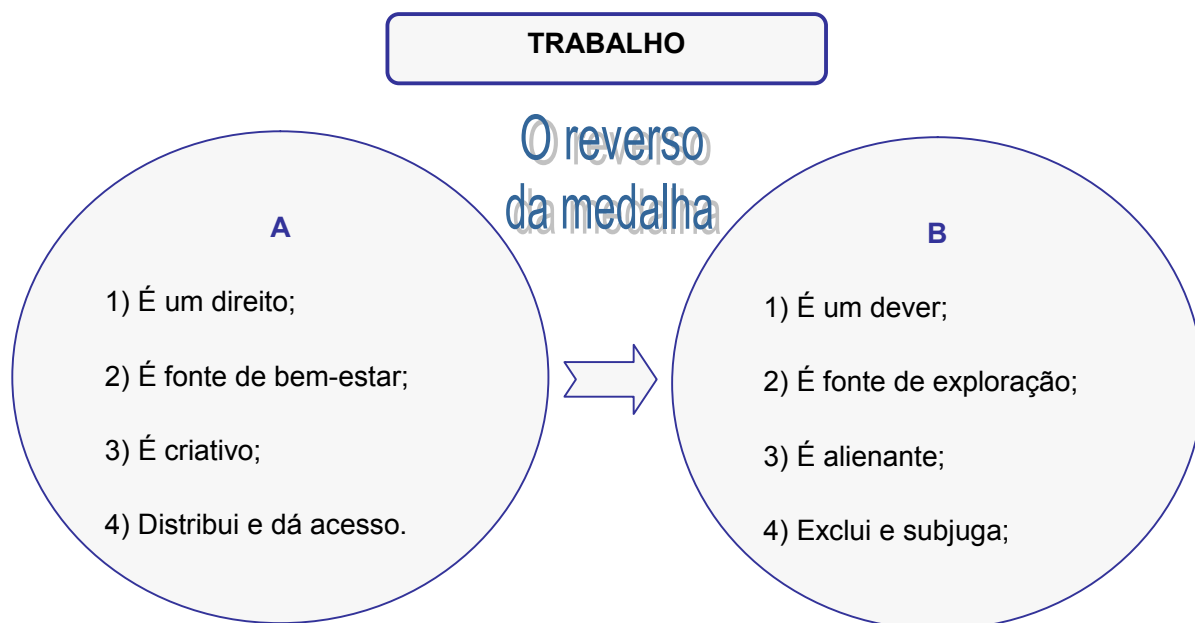 TRABALHO
O reverso
da medalha
A
1) É um direito;
2) É fonte de bem-estar;
3) É criativo;
4) Distribui e dá acesso.
B
1) É um dever;
2) É fonte de exploração;
3) É alienante;
4) Exclui e subjuga;